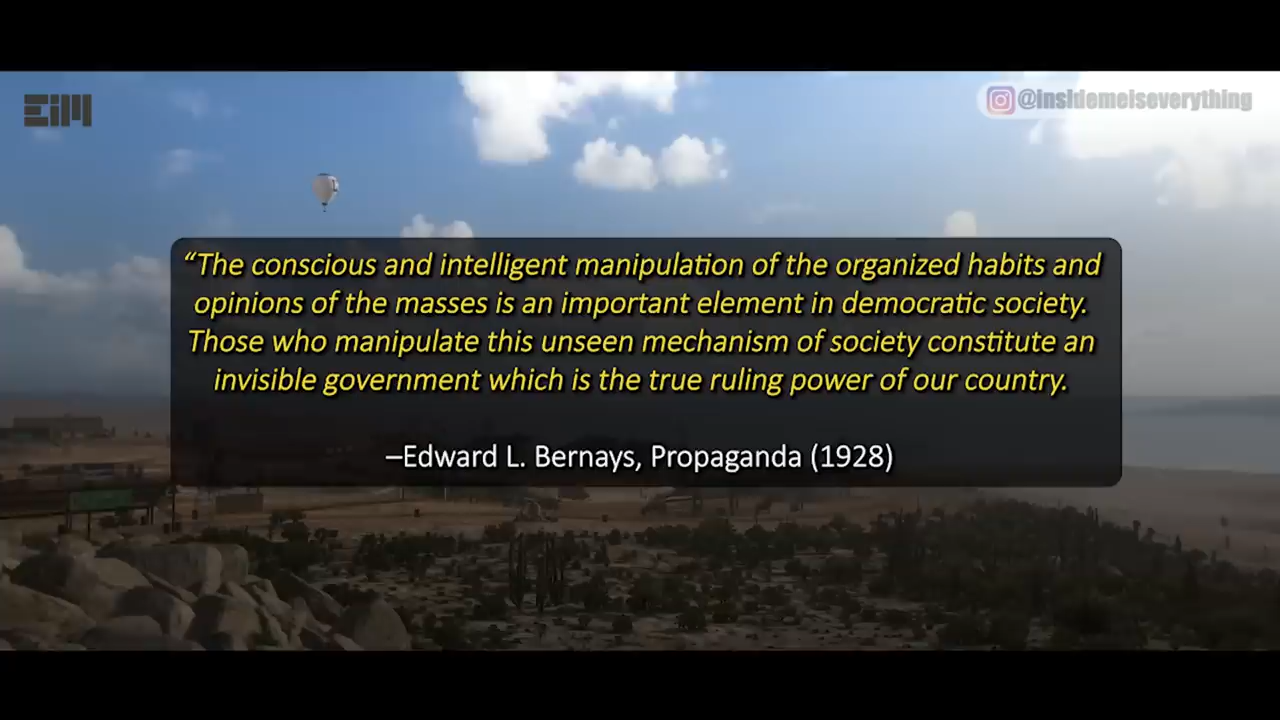 EiM
@insidemeiseverything
“The conscious and intelligent manipulation of the organized habits and
opinions of the masses is an important element in democratic society.
Those who manipulate this unseen mechanism of society constitute an
invisible government which is the true ruling power of our country.
–Edward L. Bernays, Propaganda (1928)